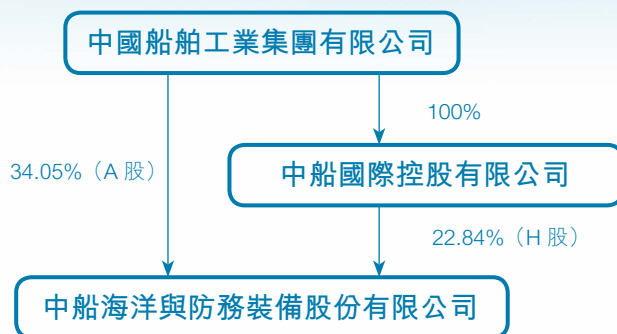 中國船舶工業集團有限公司
100%
34.05%（A 股）
中船國際控股有限公司
22.84%（H 股）
中船海洋與防務裝備股份有限公司